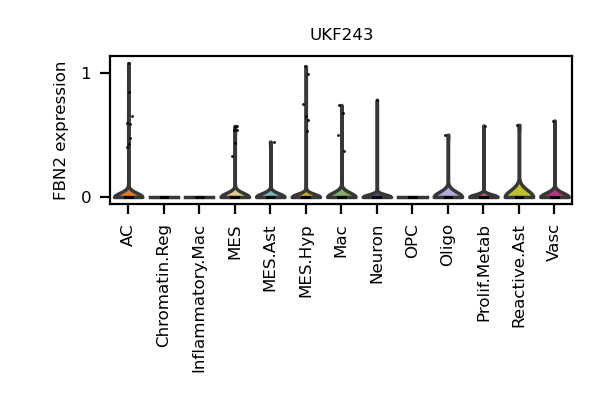 UKF243
FBN2 expression
1
0
AC
Chromatin.Reg
Inflammatory.Mac
MES
MES.Ast
MES.Hyp
Mac
Neuron
OPC
Oligo
Prolif.Metab
Reactive.Ast
Vasc